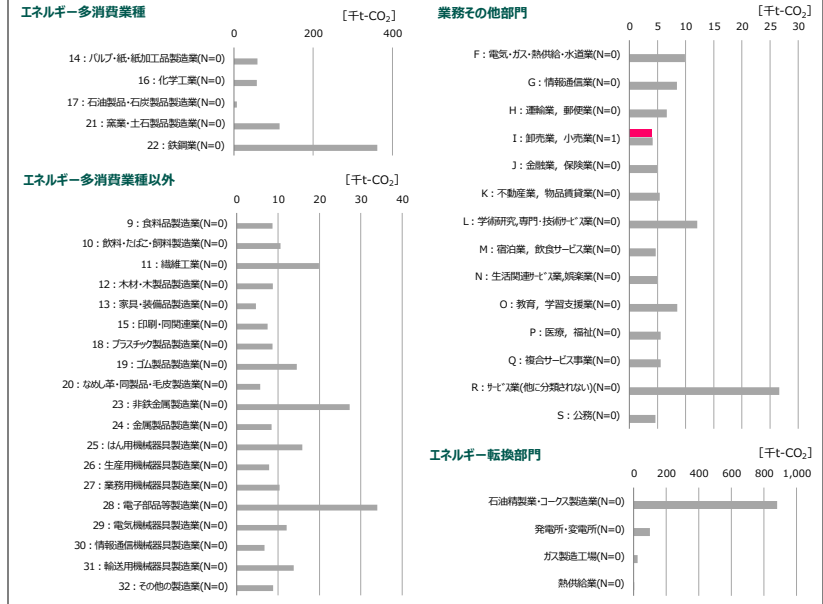 エネルギー多消費業種
[千t-CO₂]
0 200 400
14：パルプ・紙・紙加工品製造業(N=0)
16：化学工業(N=0)
17：石油製品・石炭製品製造業(N=0)
21：窯業・土石製品製造業(N=0)
22：鉄鋼業(N=0)
エネルギー多消費業種以外
[千t-CO₂]
0 10 20 30 40
9：食料品製造業(N=0)
10：飲料・たばこ・飼料製造業(N=0)
11：繊維工業(N=0)
12：木材・木製品製造業(N=0)
13：家具・装備品製造業(N=0)
15：印刷・同関連業(N=0)
18：プラスチック製品製造業(N=0)
19：ゴム製品製造業(N=0)
20：なめし革・同製品・毛皮製造業(N=0)
23：非鉄金属製造業(N=0)
24：金属製品製造業(N=0)
25：はん用機械器具製造業(N=0)
26：生産用機械器具製造業(N=0)
27：業務用機械器具製造業(N=0)
28：電子部品等製造業(N=0)
29：電気機械器具製造業(N=0)
30：情報通信機械器具製造業(N=0)
31：輸送用機械器具製造業(N=0)
32：その他の製造業(N=0)
業務その他部門
[千t-CO₂]
0 5 10 15 20 25 30
F：電気・ガス・熱供給・水道業(N=0)
G：情報通信業(N=0)
H：運輸業，郵便業(N=0)
I：卸売業，小売業(N=1)
J：金融業，保険業(N=0)
K：不動産業，物品賃貸業(N=0)
L：学術研究,専門・技術サービス業(N=0)
M：宿泊業，飲食サービス業(N=0)
N：生活関連サービス業,娯楽業(N=0)
O：教育，学習支援業(N=0)
P：医療，福祉(N=0)
Q：複合サービス事業(N=0)
R：サービス業(他に分類されない)(N=0)
S：公務(N=0)
エネルギー転換部門
[千t-CO₂]
0 200 400 600 800 1,000
石油精製業・コークス製造業(N=0)
発電所・変電所(N=0)
ガス製造工場(N=0)
熱供給業(N=0)